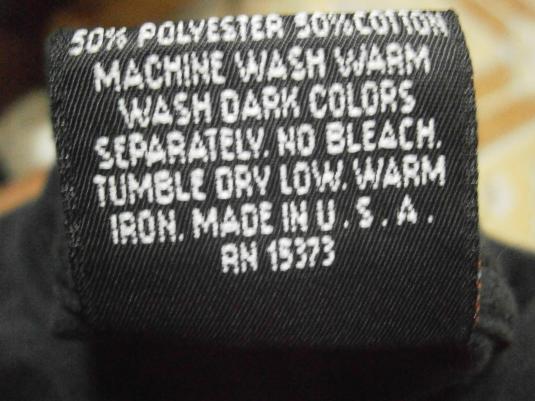 50% POLYESTER 50% COTTON
MACHINE WASH WARM
WASH DARK COLORS
SEPARATELY. NO BLEACH.
TUMBLE DRY LOW. WARM
IRON. MADE IN U.S.A.
RN 15373